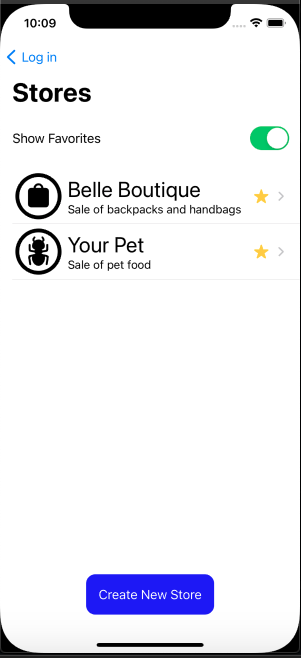 10:09
Log in
Stores
Show Favorites
Belle Boutique
Sale of backpacks and handbags
Your Pet
Sale of pet food
Create New Store